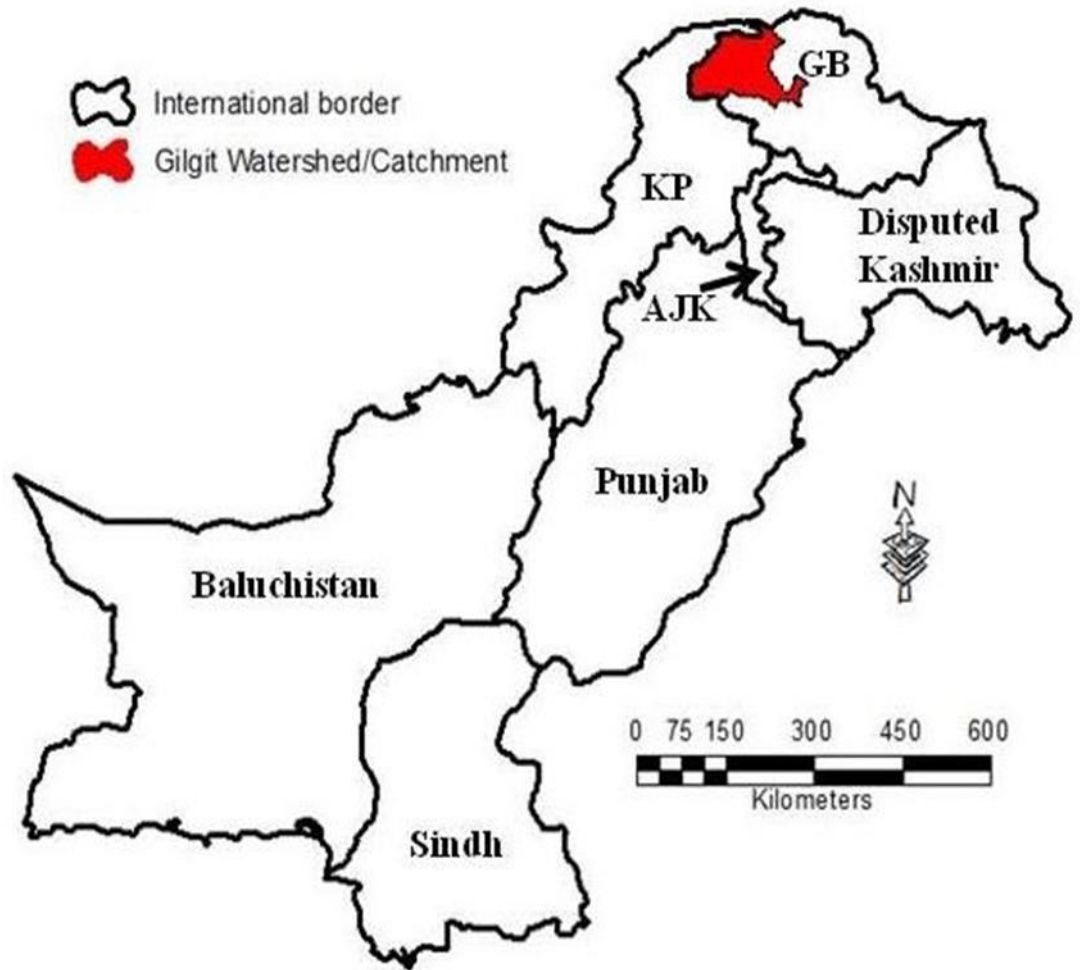 International border
Gilgit Watershed/Catchment
GB
KP
Disputed
Kashmir
AJK
Punjab
N
Baluchistan
0 75 150 300 450 600
Kilometers
Sindh